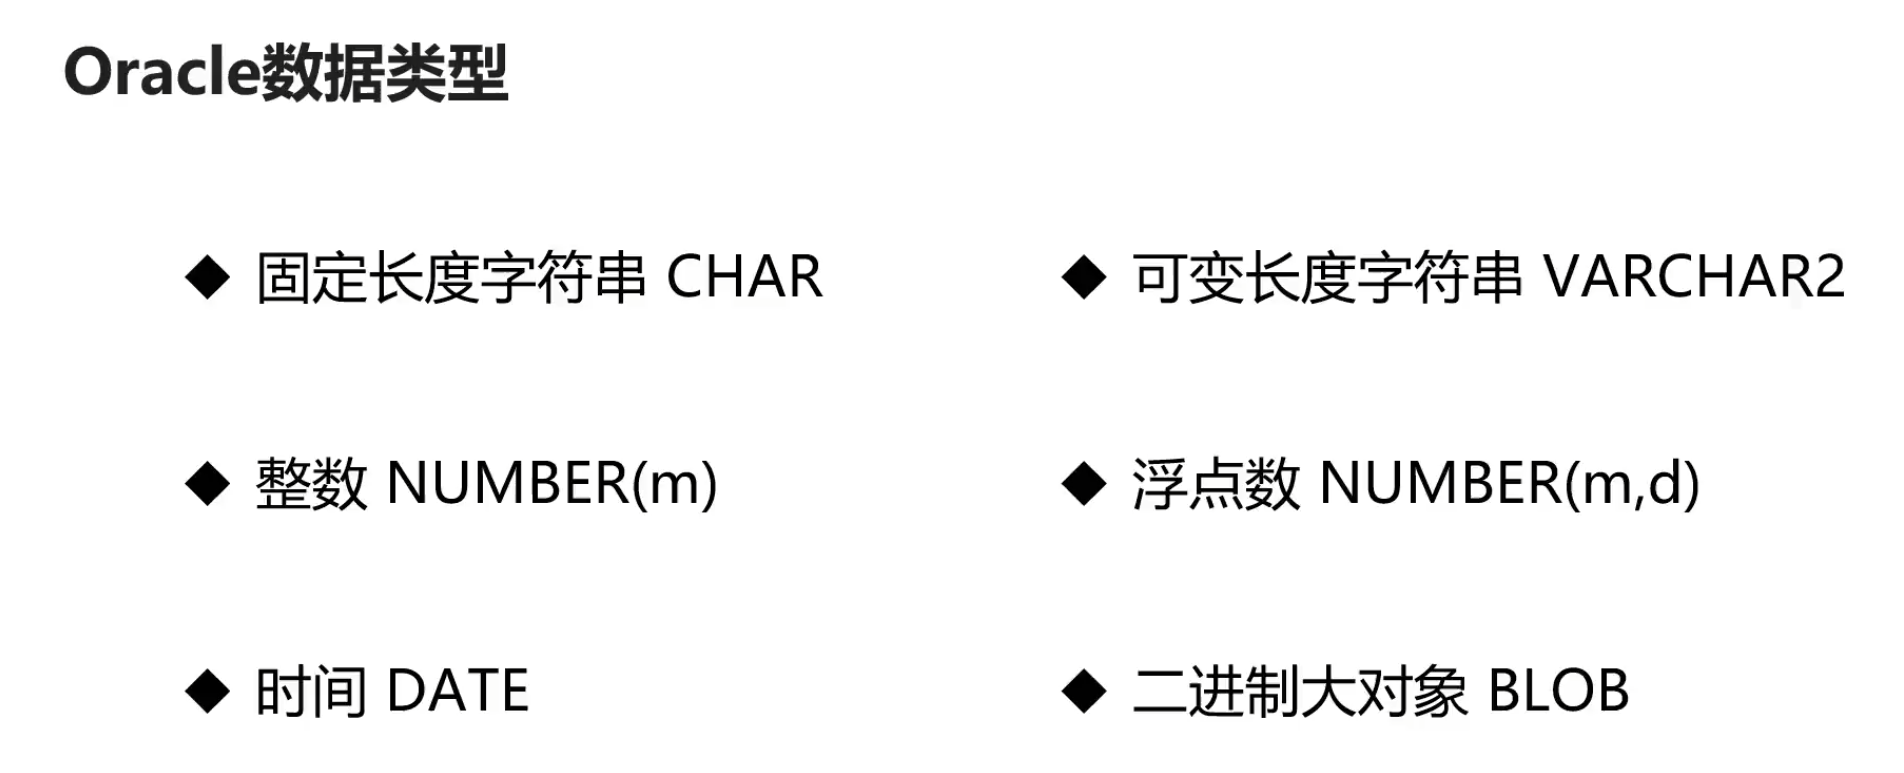 Oracle数据类型
◆ 固定长度字符串 CHAR
◆ 可变长度字符串 VARCHAR2
◆ 整数 NUMBER(m)
◆ 浮点数 NUMBER(m,d)
◆ 时间 DATE
◆ 二进制大对象 BLOB